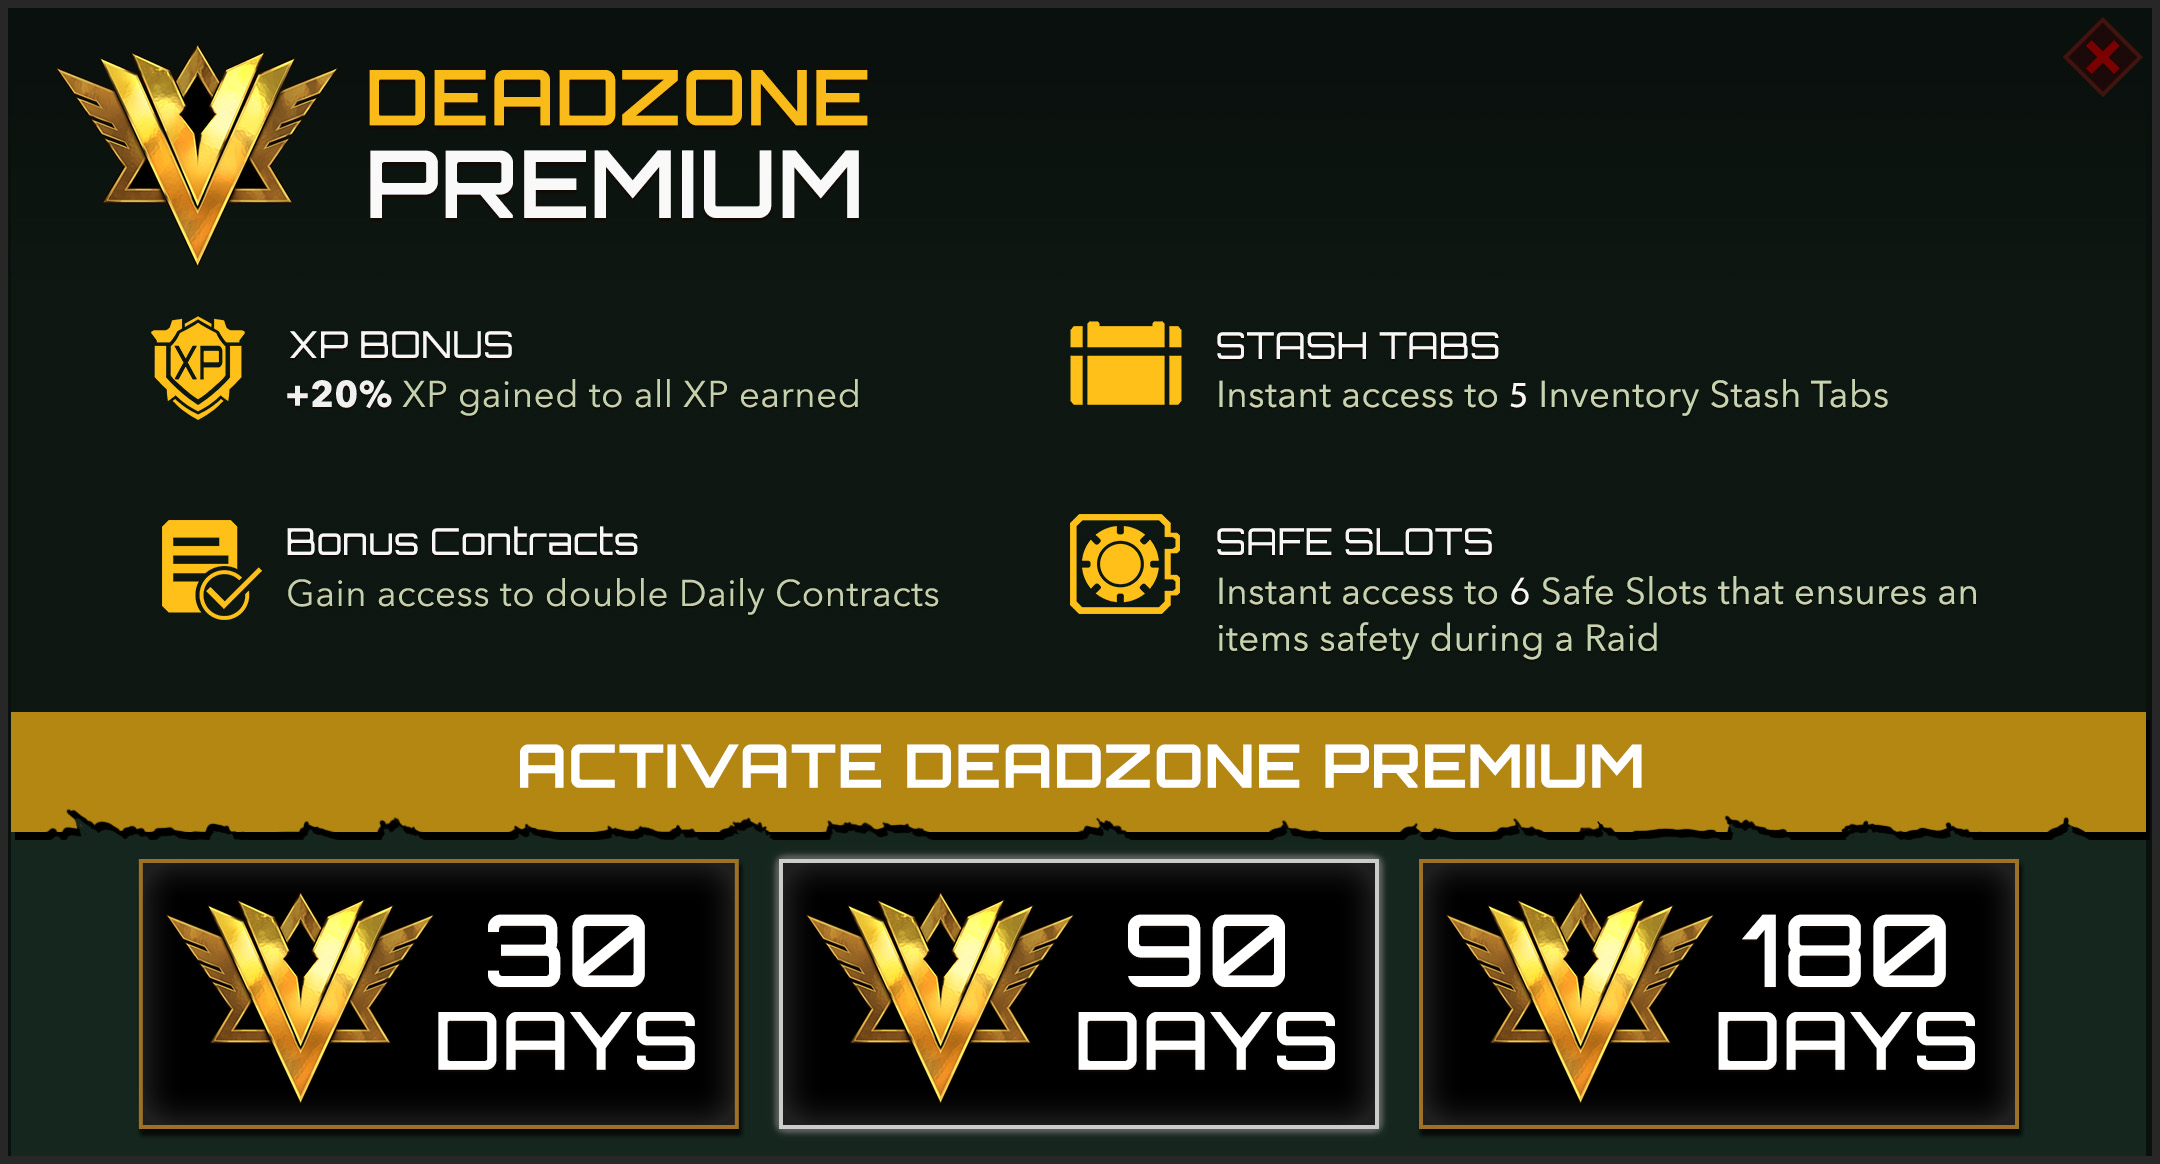 DEADZONE
PREMIUM
XP
XP BONUS
+20% XP gained to all XP earned
STASH TABS
Instant access to 5 Inventory Stash Tabs
Bonus Contracts
Gain access to double Daily Contracts
SAFE SLOTS
Instant access to 6 Safe Slots that ensures an
items safety during a Raid
ACTIVATE DEADZONE PREMIUM
30
DAYS
90
DAYS
180
DAYS